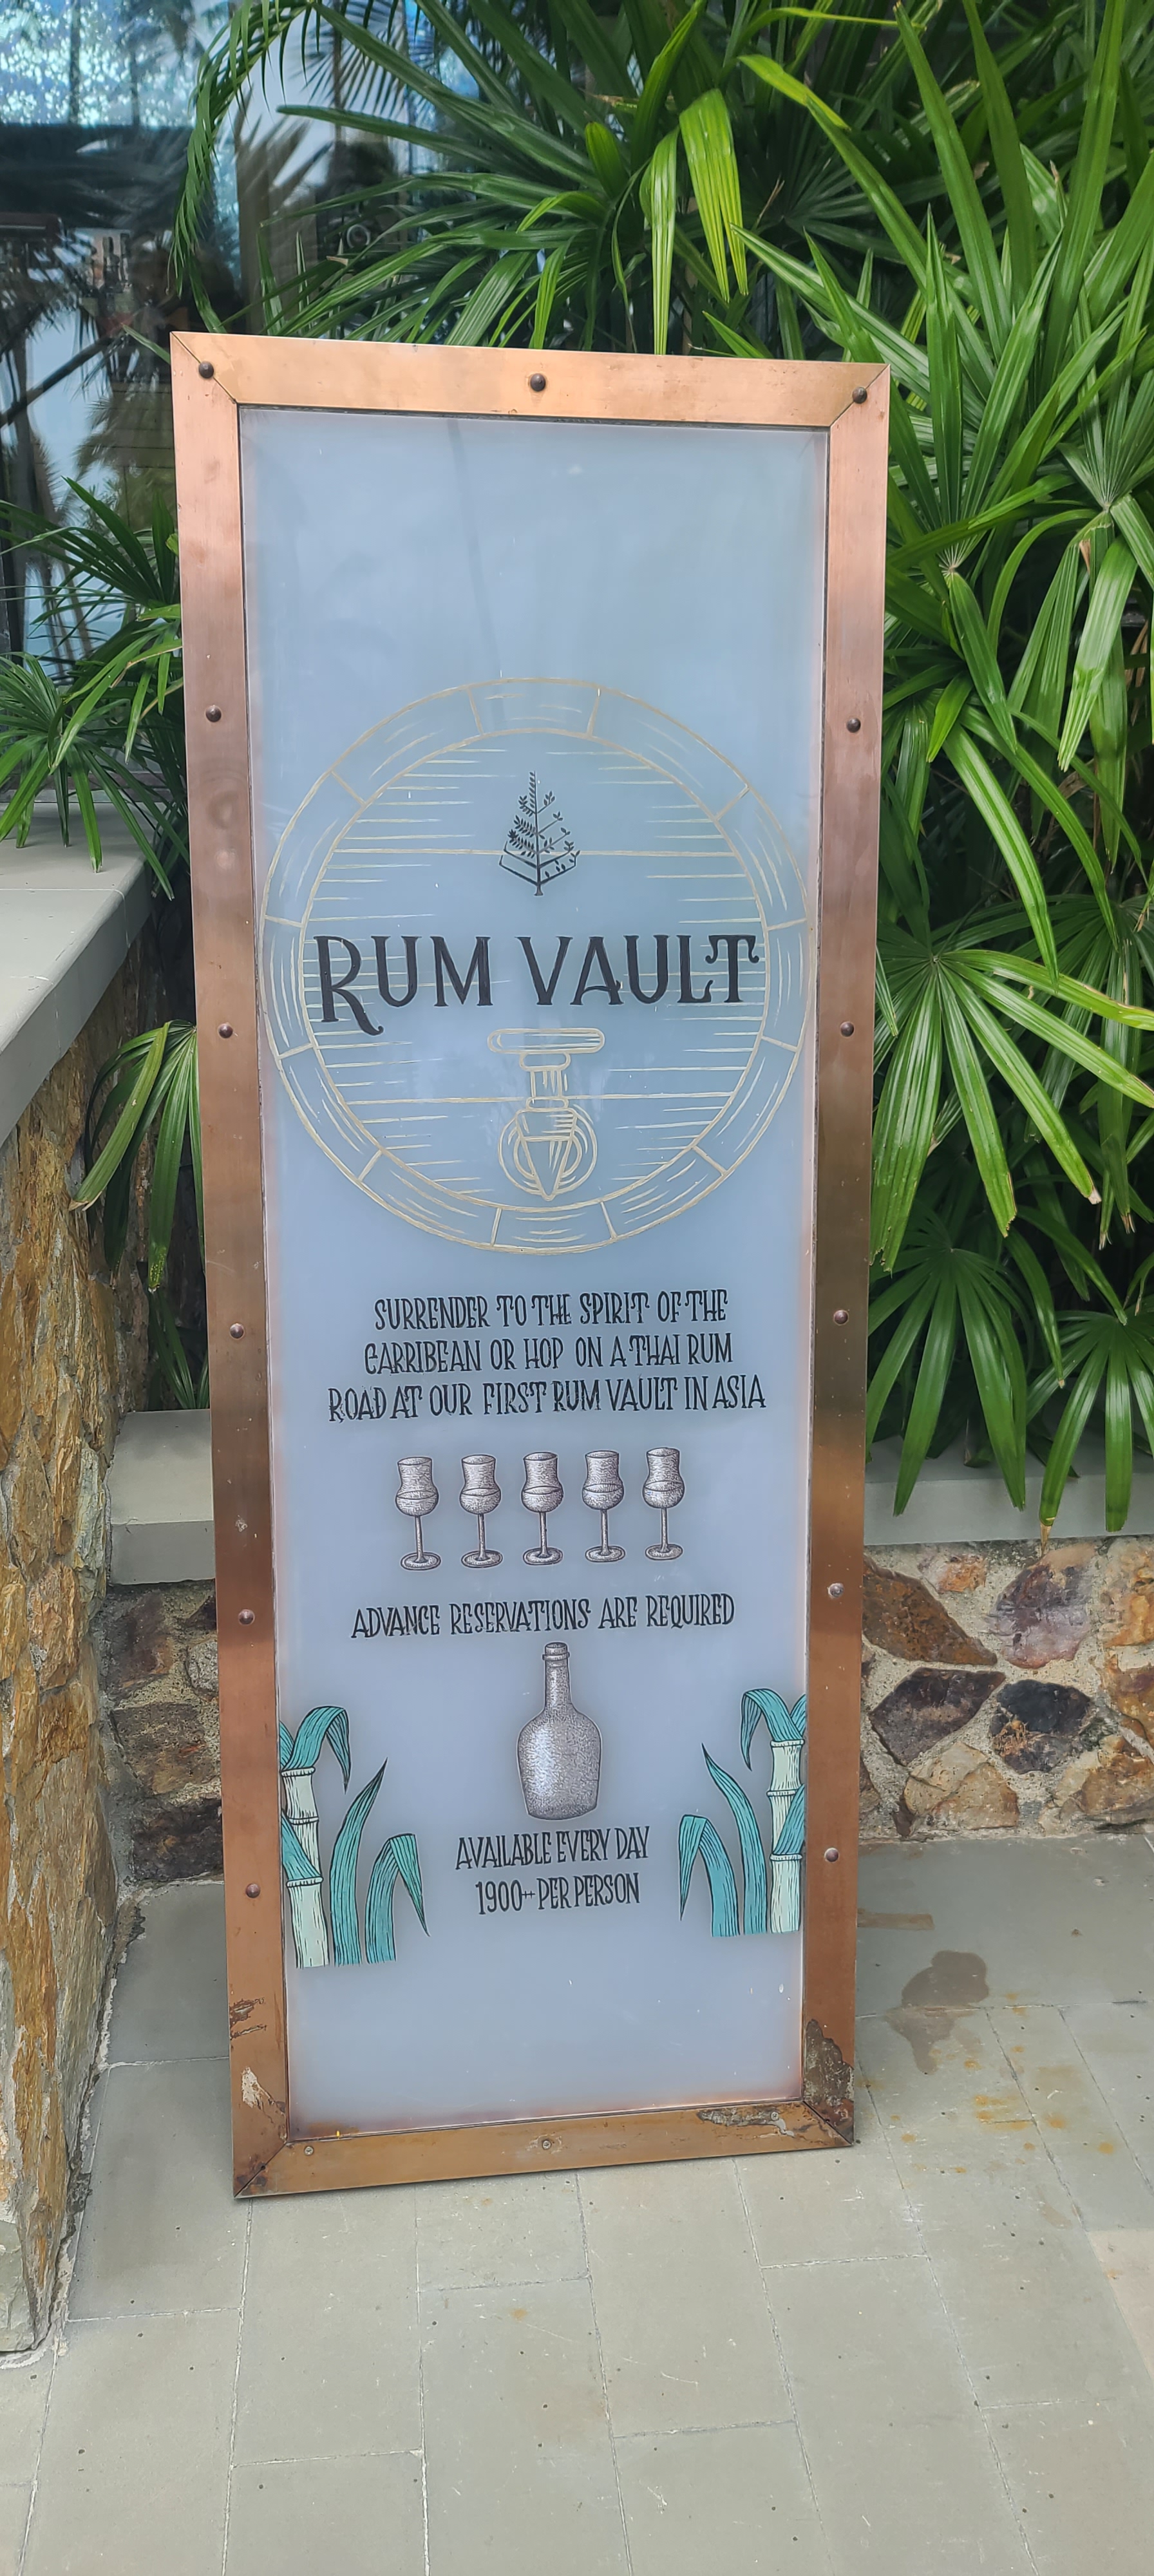 RUM VAULT
SURRENDER TO THE SPIRIT OF THE
CARRIBEAN OR HOP ON A THAI RUM
ROAD AT OUR FIRST RUM VAULT IN ASIA
ADVANCE RESERVATIONS ARE REQUIRED
AVAILABLE EVERY DAY
1900++ PER PERSON